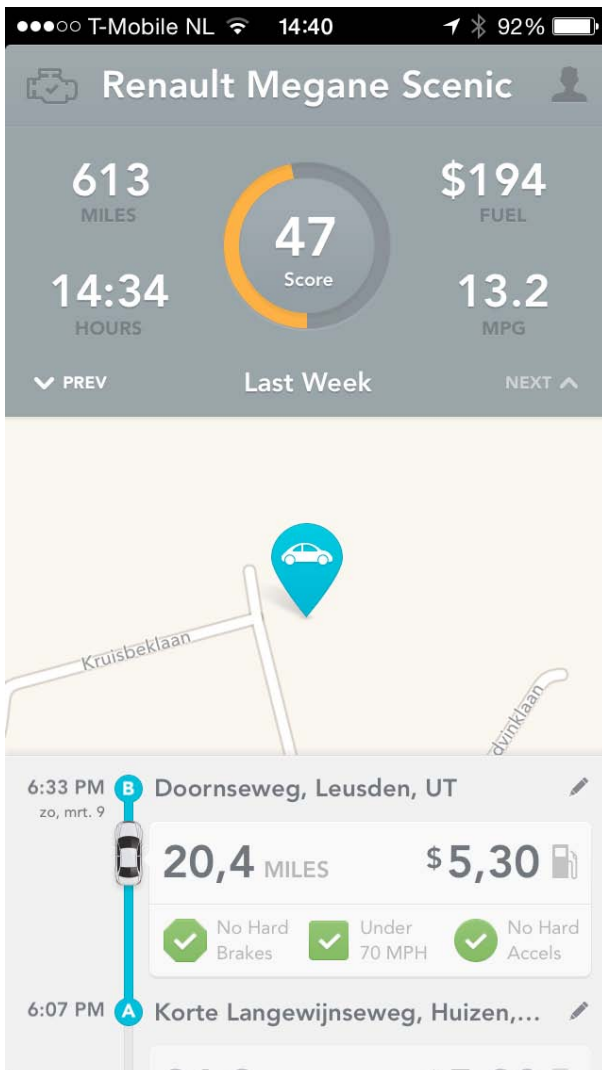 T-Mobile NL 14:40 92%
Renault Megane Scenic
613 $194
MILES FUEL
47
Score
14:34 13.2
HOURS MPG
PREV Last Week NEXT
Kruisbeklaan
dvinklaan
6:33 PM B Doornseweg, Leusden, UT
zo, mrt. 9
20,4 MILES $5,30
No Hard Under No Hard
Brakes 70 MPH Accels
6:07 PM A Korte Langewijnseweg, Huizen,...